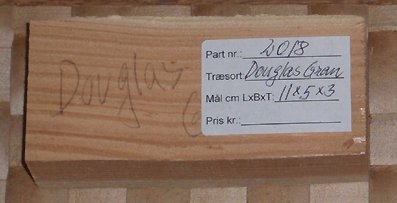 Douglas
Part nr.: 2018
Træsort Douglas Gran
Mål cm LxBxT: 11x5x3
Pris kr.: